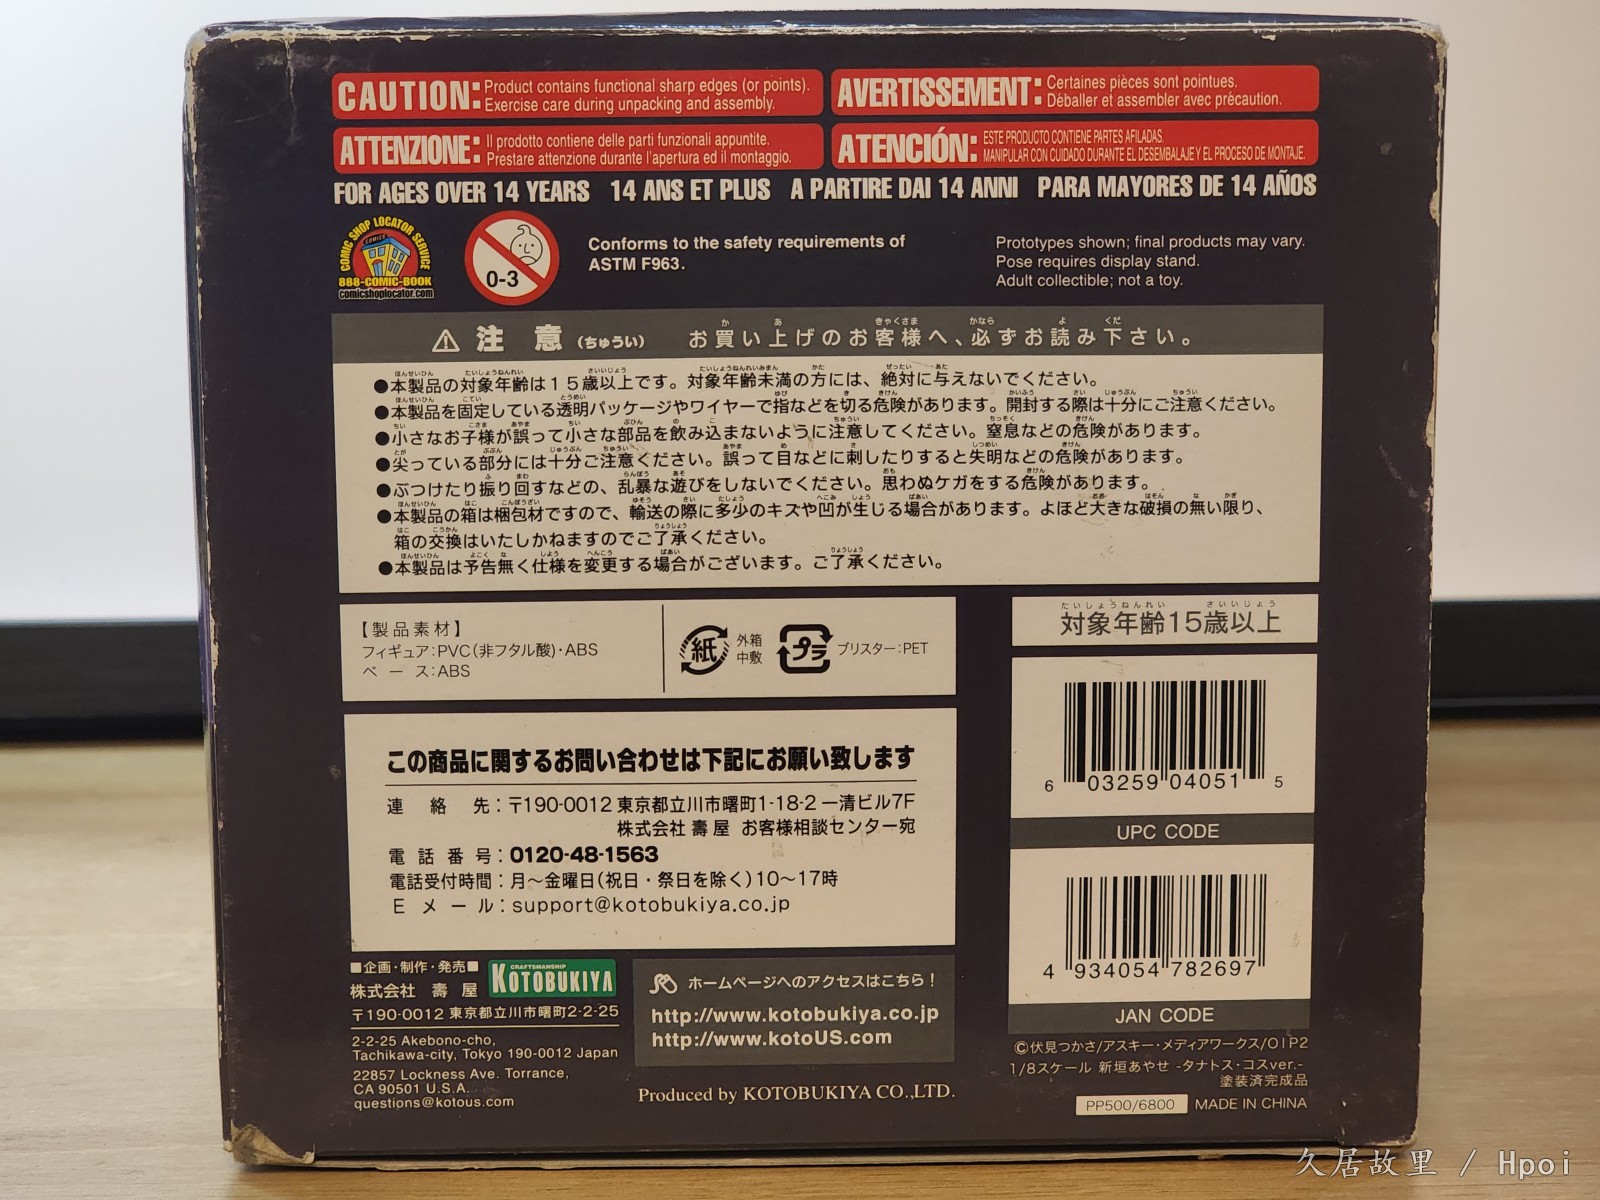 CAUTION: Product contains functional sharp edges (or points).
Exercise care during unpacking and assembly.
AVERTISSEMENT: Certaines pièces sont pointues.
Déballer et assembler avec précaution.
ATTENZIONE: Il prodotto contiene delle parti funzionali appuntite.
Prestare attenzione durante l'apertura ed il montaggio.
ATENCIÓN: ESTE PRODUCTO CONTIENE PARTES AFILADAS.
MANIPULAR CON CUIDADO DURANTE EL DESEMBALAJE Y EL PROCESO DE MONTAJE.
FOR AGES OVER 14 YEARS 14 ANS ET PLUS A PARTIRE DAI 14 ANNI PARA MAYORES DE 14 AÑOS
COMIC SHOP LOCATOR SERVICE
COMICS
888-COMIC-BOOK
comicshoplocator.com
0-3
Conforms to the safety requirements of
ASTM F963.
Prototypes shown; final products may vary.
Pose requires display stand.
Adult collectible; not a toy.
注意(ちゅうい) お買い上げのお客様へ、必ずお読み下さい。
●本製品の対象年齢は15歳以上です。対象年齢未満の方には、絶対に与えないでください。
●本製品を固定している透明パッケージやワイヤーで指などを切る危険があります。開封する際は十分にご注意ください。
●小さなお子様が誤って小さな部品を飲み込まないように注意してください。窒息などの危険があります。
●尖っている部分には十分ご注意ください。誤って目などに刺したりすると失明などの危険があります。
●ぶつけたり振り回すなどの、乱暴な遊びをしないでください。思わぬケガをする危険があります。
●本製品の箱は梱包材ですので、輸送の際に多少のキズや凹が生じる場合があります。よほど大きな破損の無い限り、
箱の交換はいたしかねますのでご了承ください。
●本製品は予告無く仕様を変更する場合がございます。ご了承ください。
【製品素材】
フィギュア:PVC(非フタル酸)・ABS
ベース:ABS
紙 外箱
中敷
プラ ブリスター:PET
たいしょうねんれい さいいじょう
対象年齢15歳以上
6 03259 04051 5
UPC CODE
4 934054 782697
JAN CODE
この商品に関するお問い合わせは下記にお願い致します
連絡先:〒190-0012 東京都立川市曙町1-18-2 一清ビル7F
株式会社 壽屋 お客様相談センター宛
電話番号:0120-48-1563
電話受付時間:月〜金曜日(祝日・祭日を除く)10〜17時
Eメール:support@kotobukiya.co.jp
■企画・制作・発売■
株式会社 壽屋
CRAFTSMANSHIP
KOTOBUKIYA
〒190-0012 東京都立川市曙町2-2-25
2-2-25 Akebono-cho,
Tachikawa-city, Tokyo 190-0012 Japan
22857 Lockness Ave. Torrance,
CA 90501 U.S.A.
questions@kotous.com
ホームページへのアクセスはこちら!
http://www.kotobukiya.co.jp
http://www.kotoUS.com
Produced by KOTOBUKIYA CO.,LTD.
©伏見つかさ/アスキー・メディアワークス/OIP2
1/8スケール 新垣あやせ -タナトス・コスver.-
塗装済完成品
PP500/6800 MADE IN CHINA
久居故里 / Hpoi